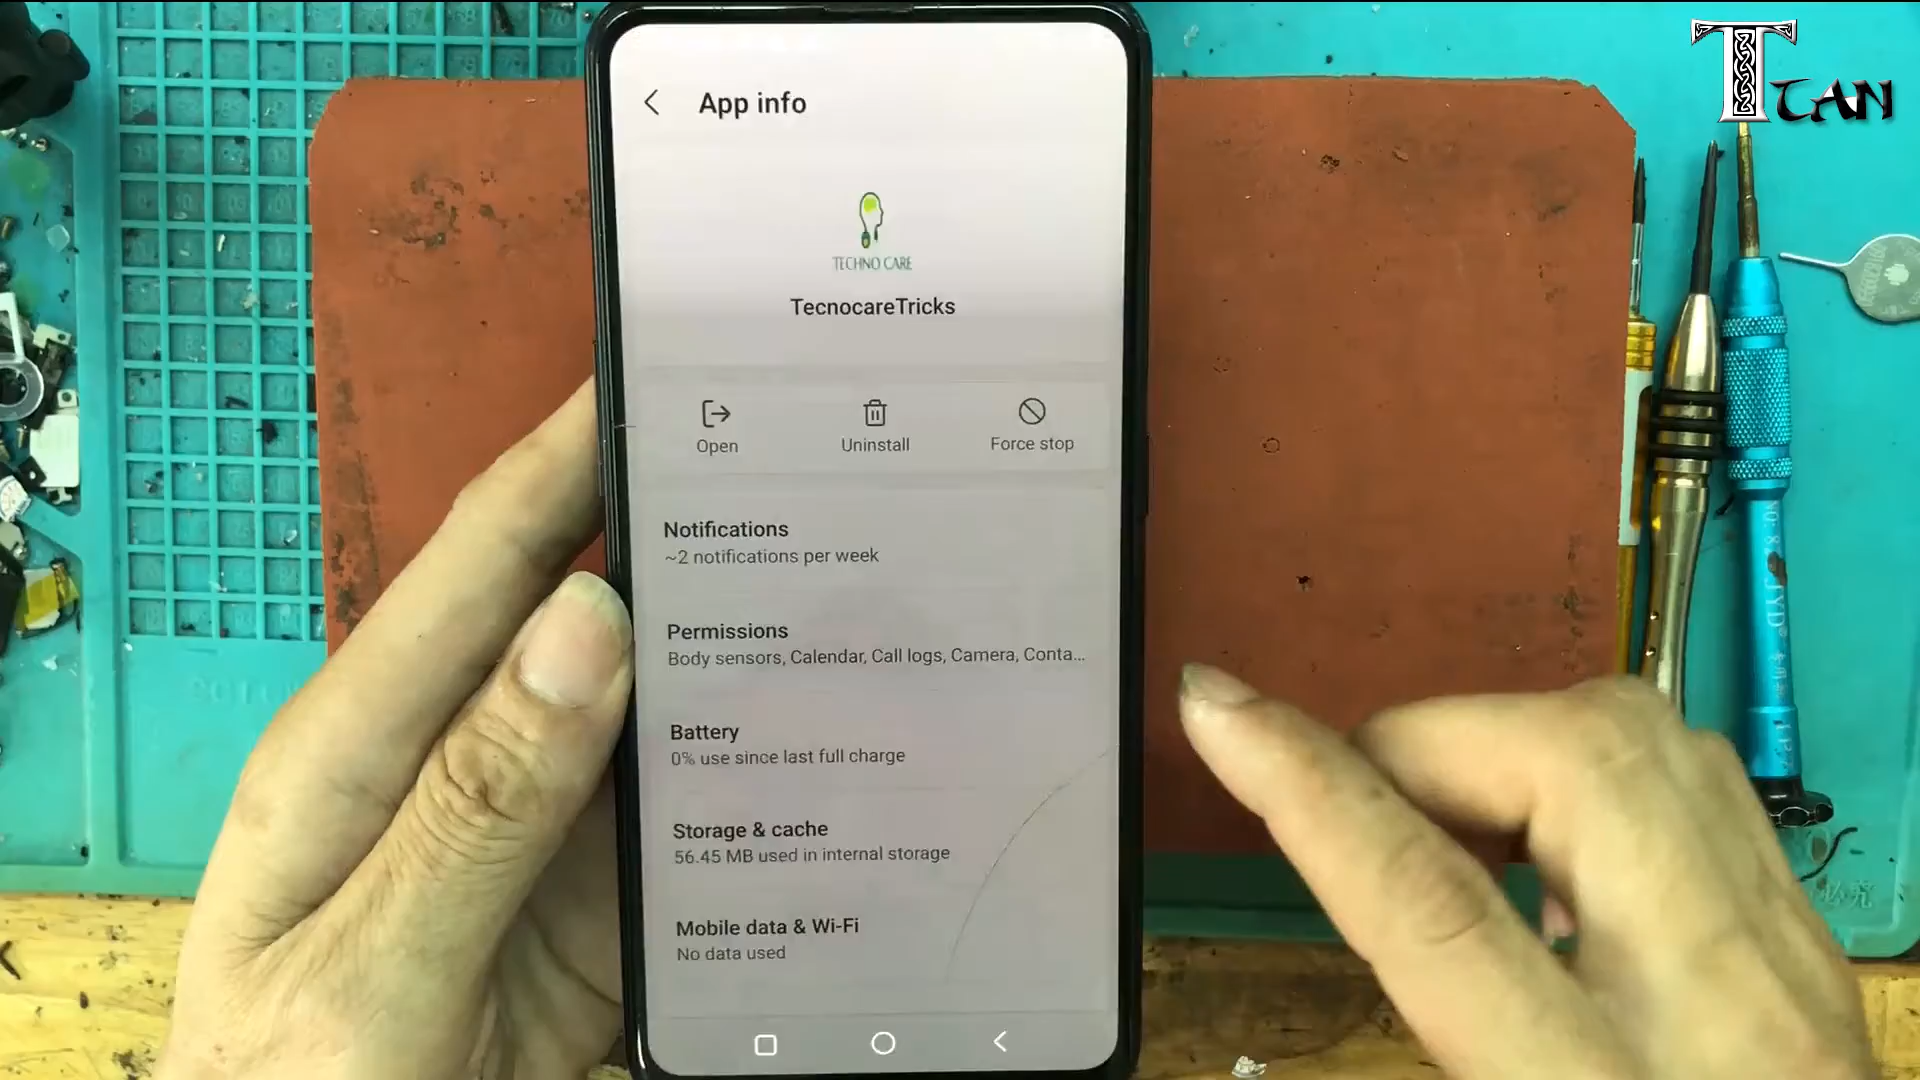 TTAN
App info
TECHNO CARE
TecnocareTricks
Open
Uninstall
Force stop
Notifications
~2 notifications per week
Permissions
Body sensors, Calendar, Call logs, Camera, Conta...
Battery
0% use since last full charge
Storage & cache
56.45 MB used in internal storage
Mobile data & Wi-Fi
No data used